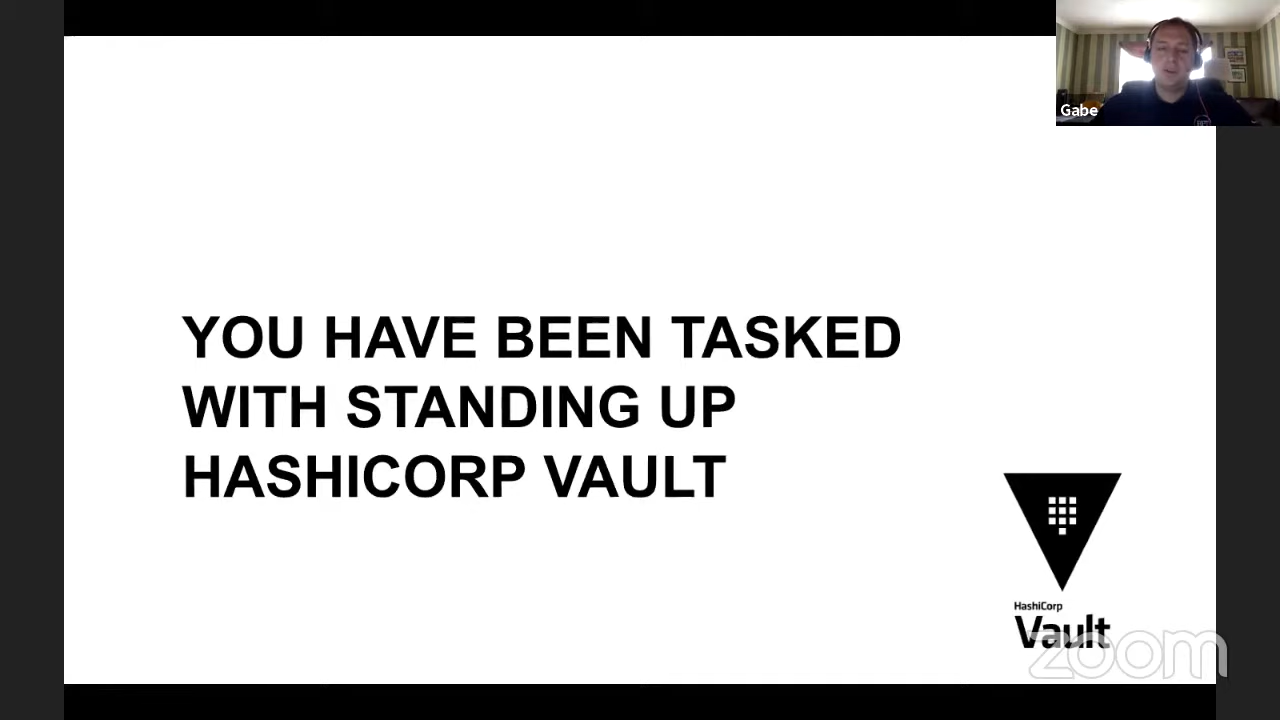 Gabe
YOU HAVE BEEN TASKED
WITH STANDING UP
HASHICORP VAULT
HashiCorp
Vault
zoom